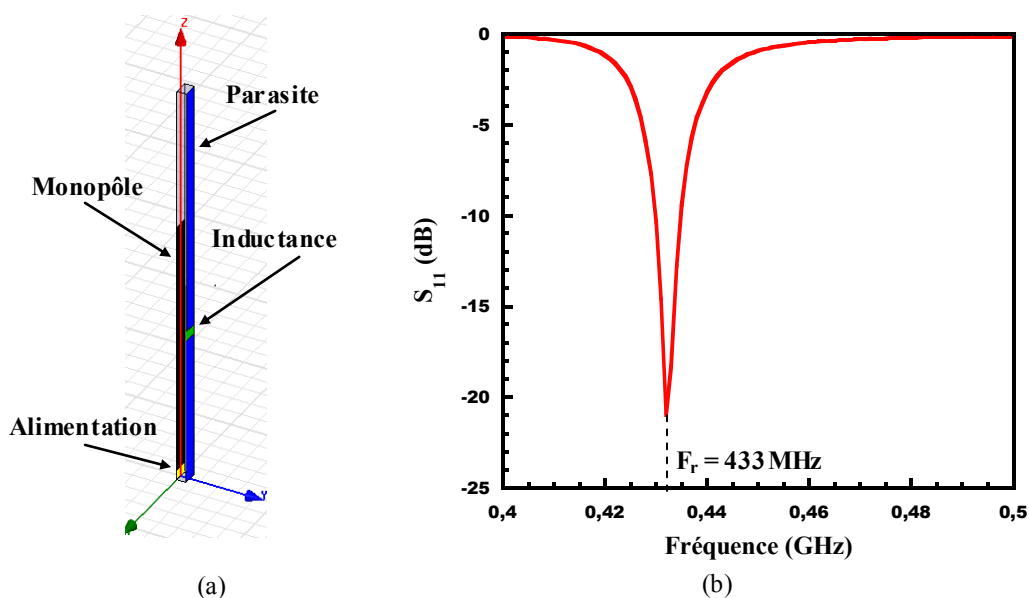 Z
Parasite
Monopôle
Inductance
Alimentation
(a)
0
-5
-10
-15
-20
-25
S11 (dB)
Fr = 433 MHz
0,4
0,42
0,44
0,46
0,48
0,5
Fréquence (GHz)
(b)